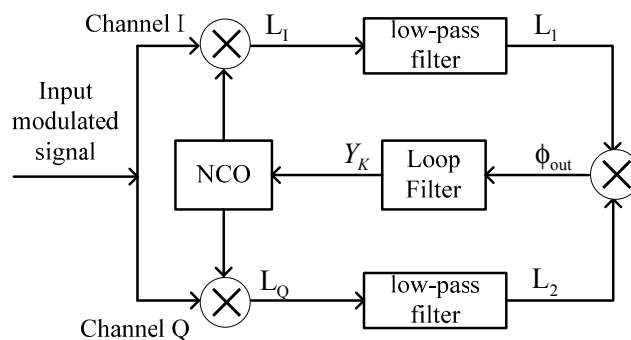 Channel I
L_I
low-pass
filter
L_1
Input
modulated
signal
NCO
Y_K
Loop
Filter
ϕ_out
Channel Q
L_Q
low-pass
filter
L_2